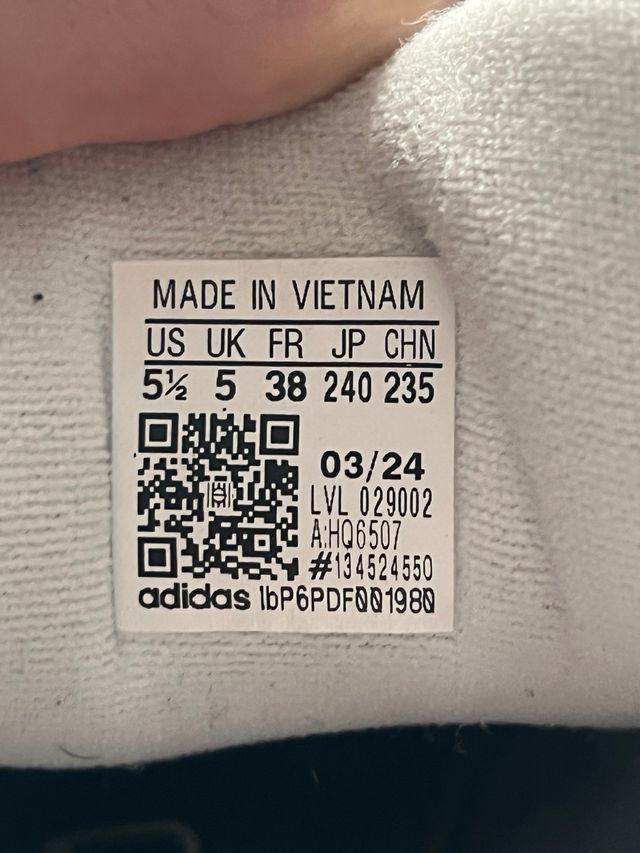 MADE IN VIETNAM
US UK FR JP CHN
5½ 5 38 240 235
03/24
LVL 029002
A:HQ6507
#134524550
adidas lbP6PDF001980